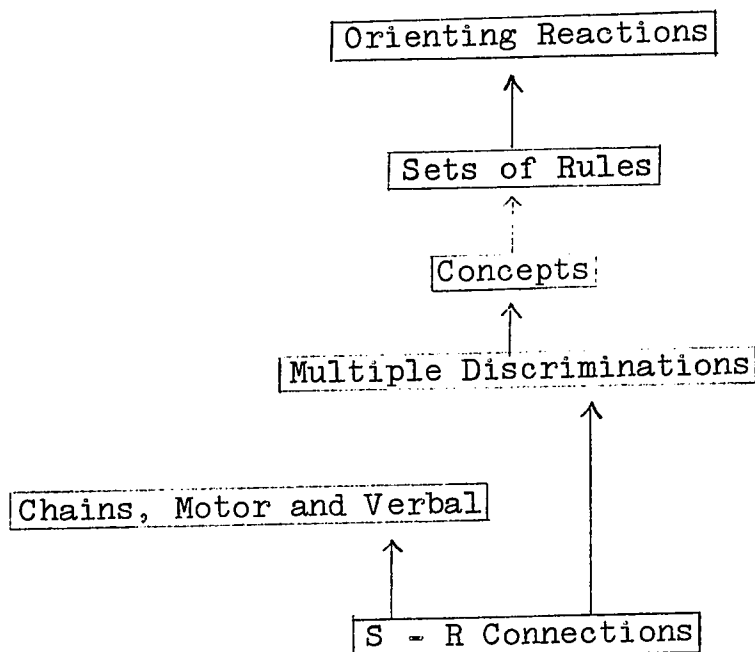 Orienting Reactions
Sets of Rules
Concepts
Multiple Discriminations
Chains, Motor and Verbal
S - R Connections